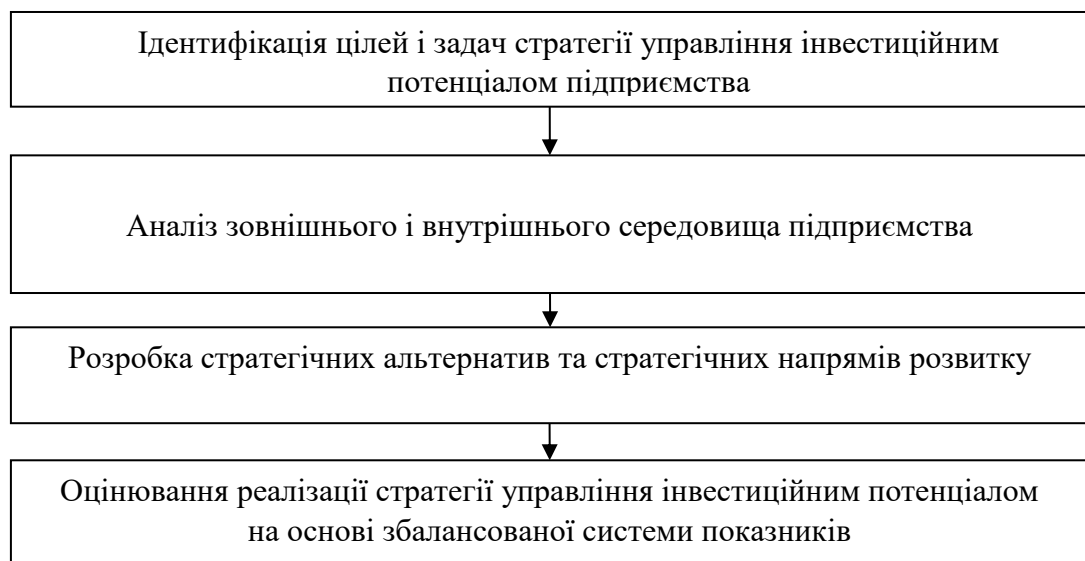 Ідентифікація цілей і задач стратегії управління інвестиційним
потенціалом підприємства
Аналіз зовнішнього і внутрішнього середовища підприємства
Розробка стратегічних альтернатив та стратегічних напрямів розвитку
Оцінювання реалізації стратегії управління інвестиційним потенціалом
на основі збалансованої системи показників